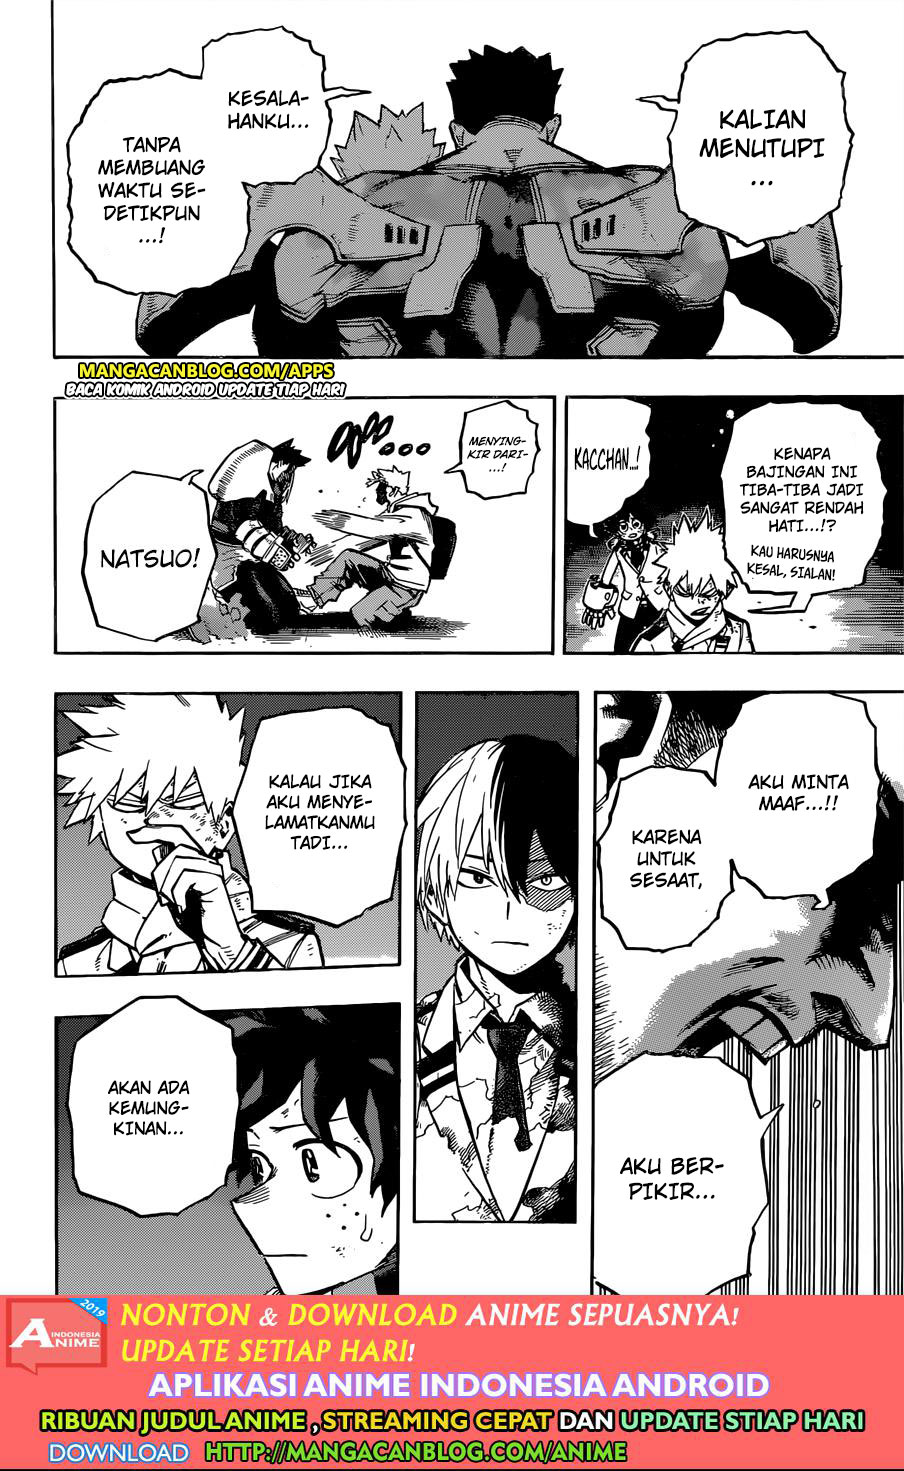 KALIAN
MENUTUPI
...
KESALA-
HANKU...
TANPA
MEMBUANG
WAKTU SE-
DETIKPUN
...!
MANGACANBLOG.COM/APPS
BACA KOMIK ANDROID UPDATE TIAP HARI
KENAPA
BAJINGAN INI
TIBA-TIBA JADI
SANGAT RENDAH
HATI...!?
KAU HARUSNYA
KESAL, SIALAN!
KACCHAN...!
MENYING-
KIR DARI-
...!
NATSUO!
AKU MINTA
MAAF...!!
KARENA
UNTUK
SESAAT,
AKU BER-
PIKIR...
KALAU JIKA
AKU MENYE-
LAMATKANMU
TADI...
AKAN ADA
KEMUNG-
KINAN...
2019
INDONESIA
ANIME
NONTON & DOWNLOAD ANIME SEPUASNYA!
UPDATE SETIAP HARI!
APLIKASI ANIME INDONESIA ANDROID
RIBUAN JUDUL ANIME , STREAMING CEPAT DAN UPDATE STIAP HARI
DOWNLOAD HTTP://MANGACANBLOG.COM/ANIME